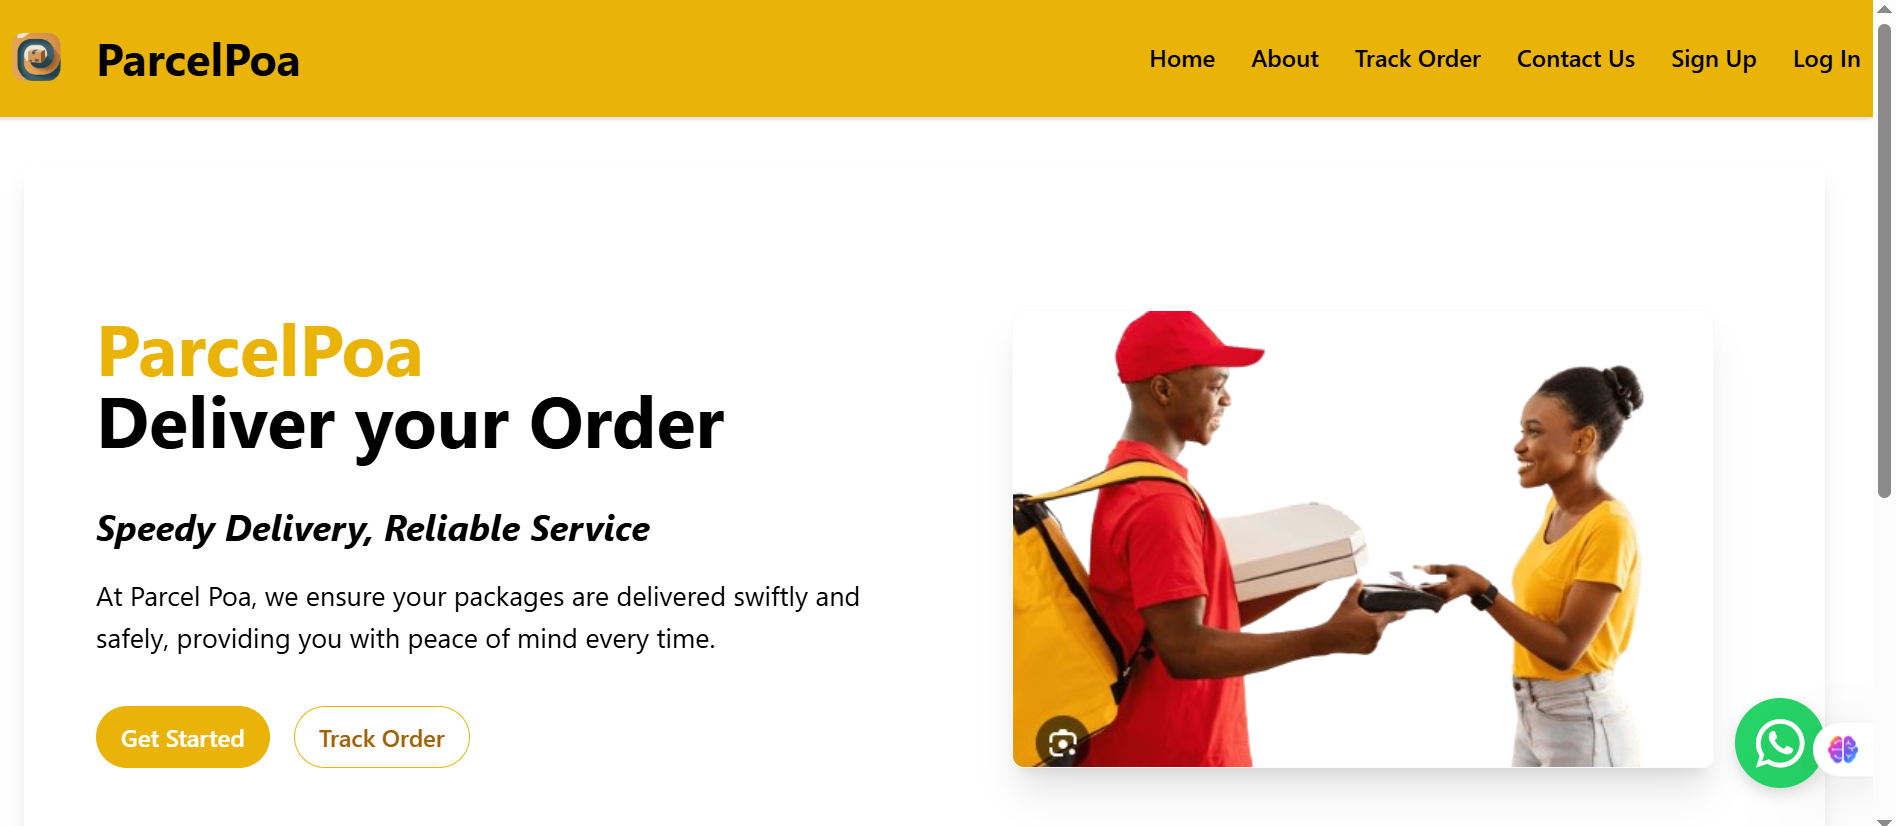 ParcelPoa
Home
About
Track Order
Contact Us
Sign Up
Log In
ParcelPoa
Deliver your Order
Speedy Delivery, Reliable Service
At Parcel Poa, we ensure your packages are delivered swiftly and
safely, providing you with peace of mind every time.
Get Started
Track Order